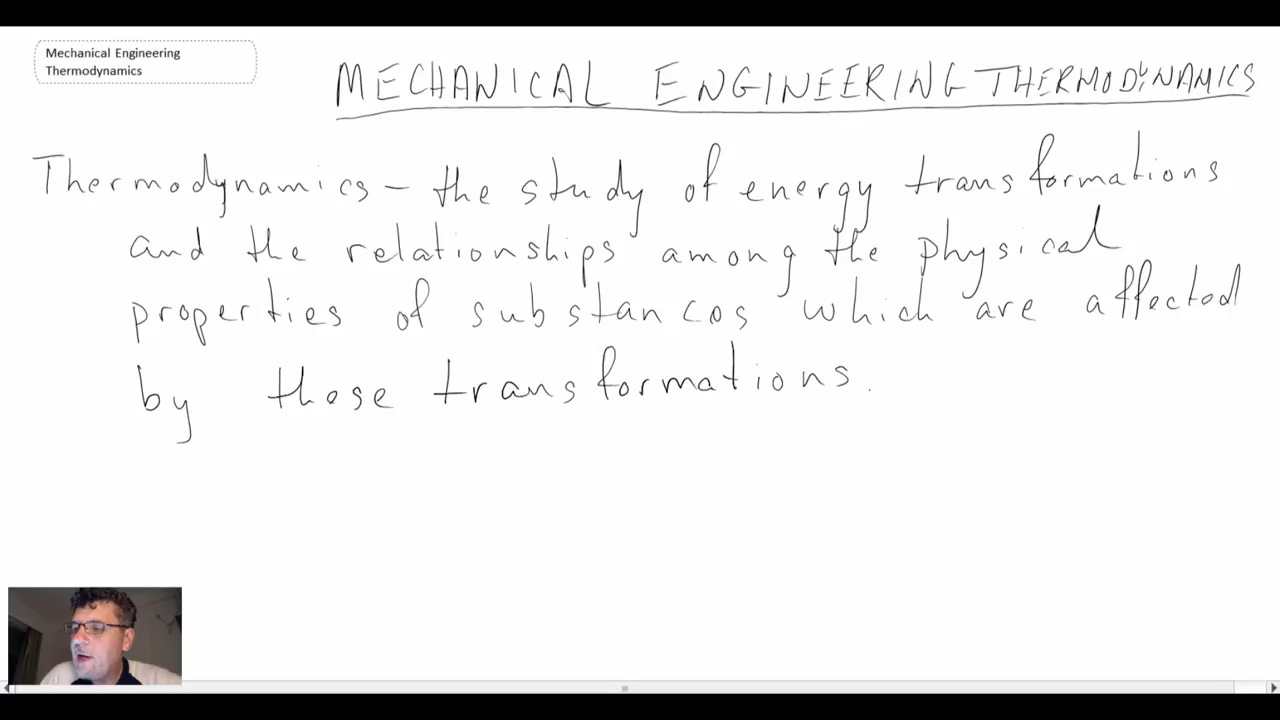 Mechanical Engineering
Thermodynamics
MECHANICAL ENGINEERING THERMODYNAMICS
Thermodynamics – the study of energy transformations
and the relationships among the physical
properties of substances which are affected
by those transformations.